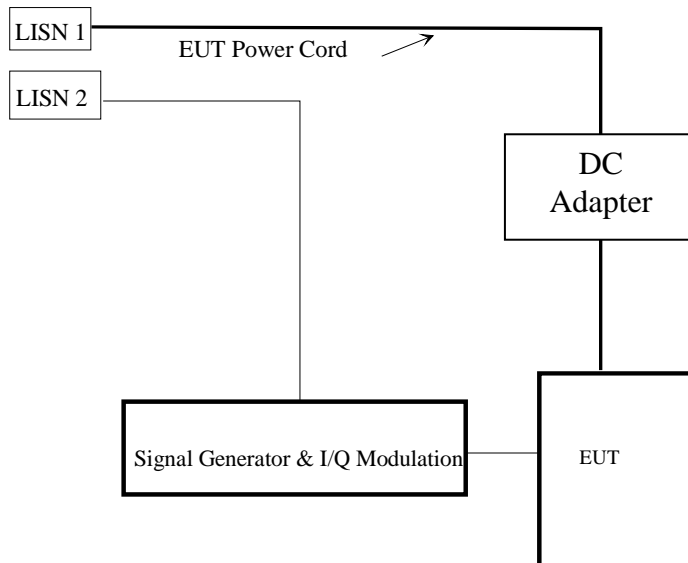 LISN 1
EUT Power Cord
LISN 2
DC
Adapter
Signal Generator & I/Q Modulation
EUT